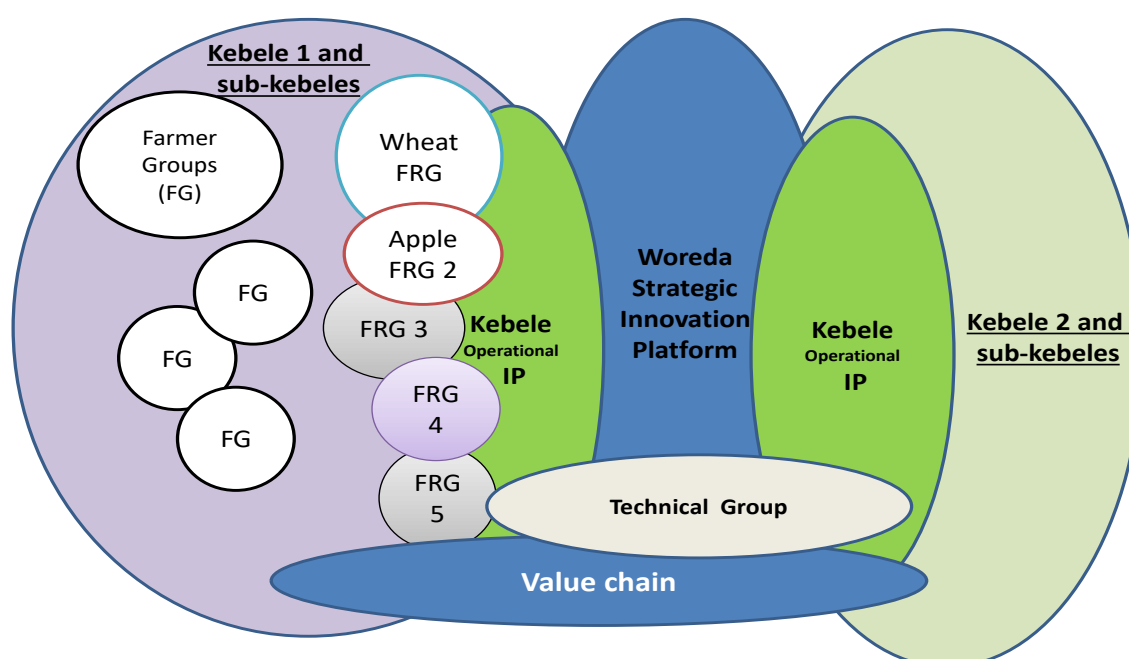 Kebele 1 and
sub-kebeles
Farmer
Groups
(FG)
Wheat
FRG
Apple
FRG 2
FG
FRG 3
FG
FRG
4
FG
FRG
5
Kebele
Operational
IP
Woreda
Strategic
Innovation
Platform
Kebele
Operational
IP
Kebele 2 and
sub-kebeles
Technical Group
Value chain